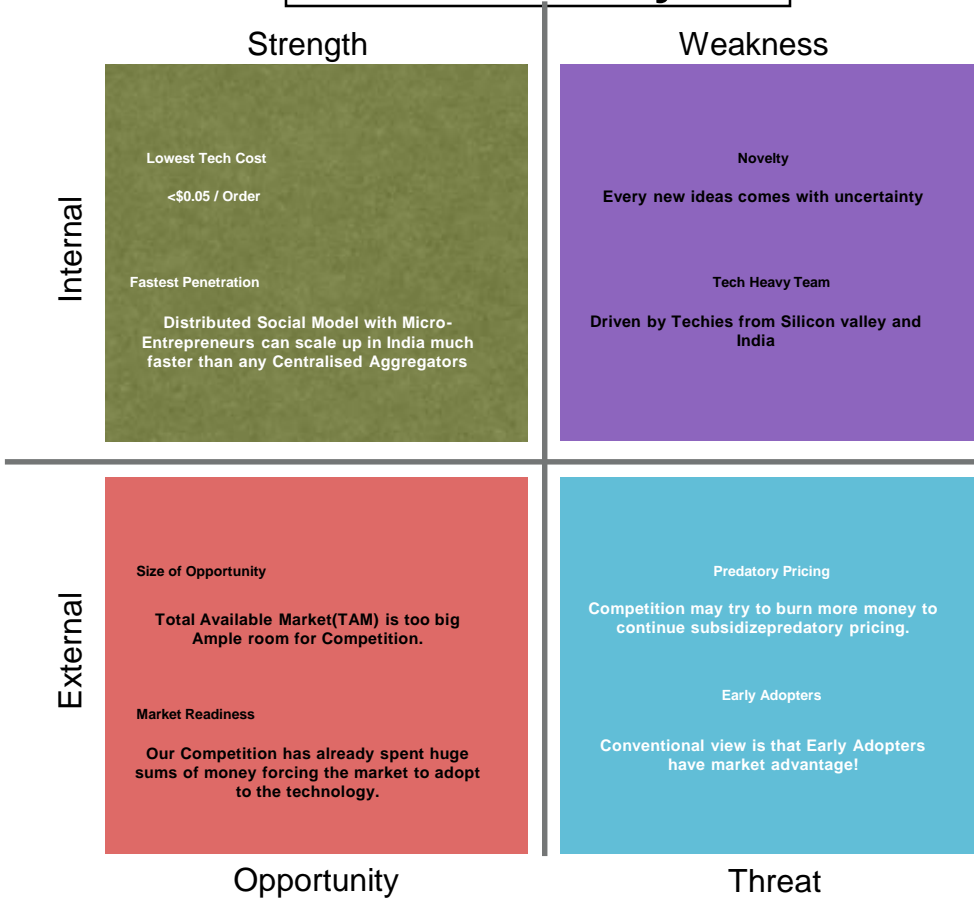 Strength
Weakness
Internal
Lowest Tech Cost
<$0.05 / Order
Fastest Penetration
Distributed Social Model with Micro-
Entrepreneurs can scale up in India much
faster than any Centralised Aggregators
Novelty
Every new ideas comes with uncertainty
Tech Heavy Team
Driven by Techies from Silicon valley and
India
External
Size of Opportunity
Total Available Market(TAM) is too big
Ample room for Competition.
Market Readiness
Our Competition has already spent huge
sums of money forcing the market to adopt
to the technology.
Predatory Pricing
Competition may try to burn more money to
continue subsidizepredatory pricing.
Early Adopters
Conventional view is that Early Adopters
have market advantage!
Opportunity
Threat